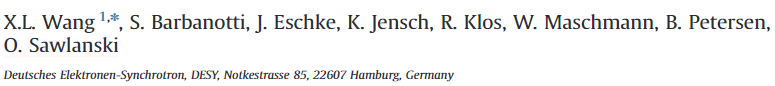 X.L. Wang 1,*, S. Barbanotti, J. Eschke, K. Jensch, R. Klos, W. Maschmann, B. Petersen,
O. Sawlanski
Deutsches Elektronen-Synchrotron, DESY, Notkestrasse 85, 22607 Hamburg, Germany